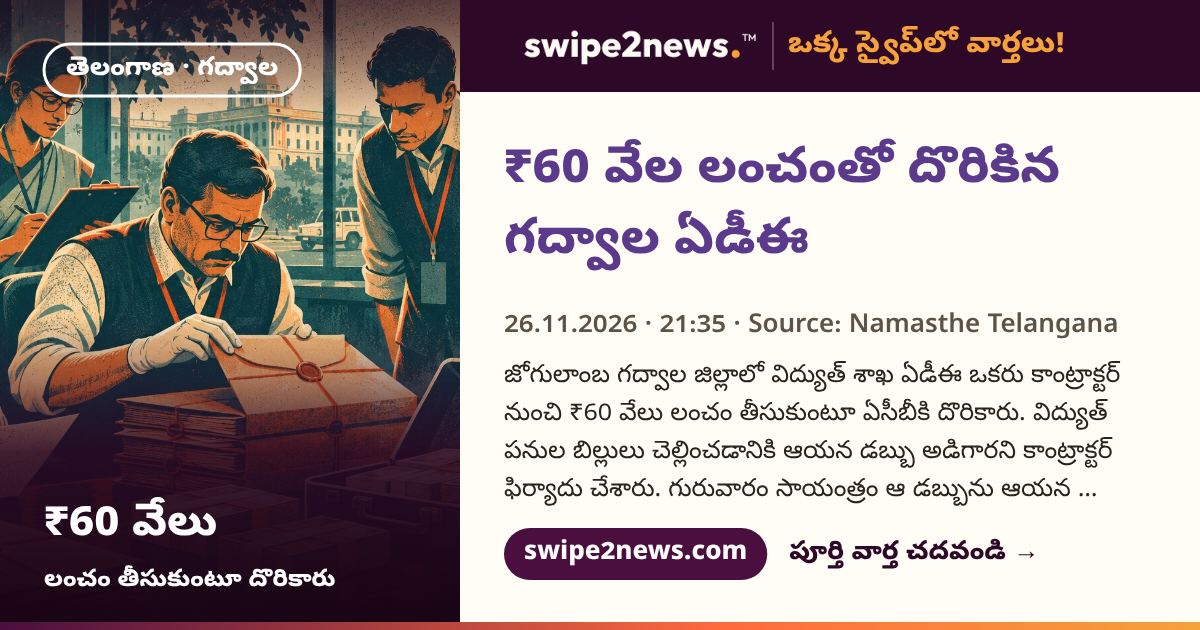 తెలంగాణ · గద్వాల
swipe2news.™
ఒక్క స్వైప్‌లో వార్తలు!
₹60 వేల లంచంతో దొరికిన
గద్వాల ఏడీఈ
26.11.2026 · 21:35 · Source: Namasthe Telangana
జోగులాంబ గద్వాల జిల్లాలో విద్యుత్ శాఖ ఏడీఈ ఒకరు కాంట్రాక్టర్
నుంచి ₹60 వేలు లంచం తీసుకుంటూ ఏసీబీకి దొరికారు. విద్యుత్
పనుల బిల్లులు చెల్లించడానికి ఆయన డబ్బు అడిగారని కాంట్రాక్టర్
ఫిర్యాదు చేశారు. గురువారం సాయంత్రం ఆ డబ్బును ఆయన ...
₹60 వేలు
లంచం తీసుకుంటూ దొరికారు
swipe2news.com
పూర్తి వార్త చదవండి →